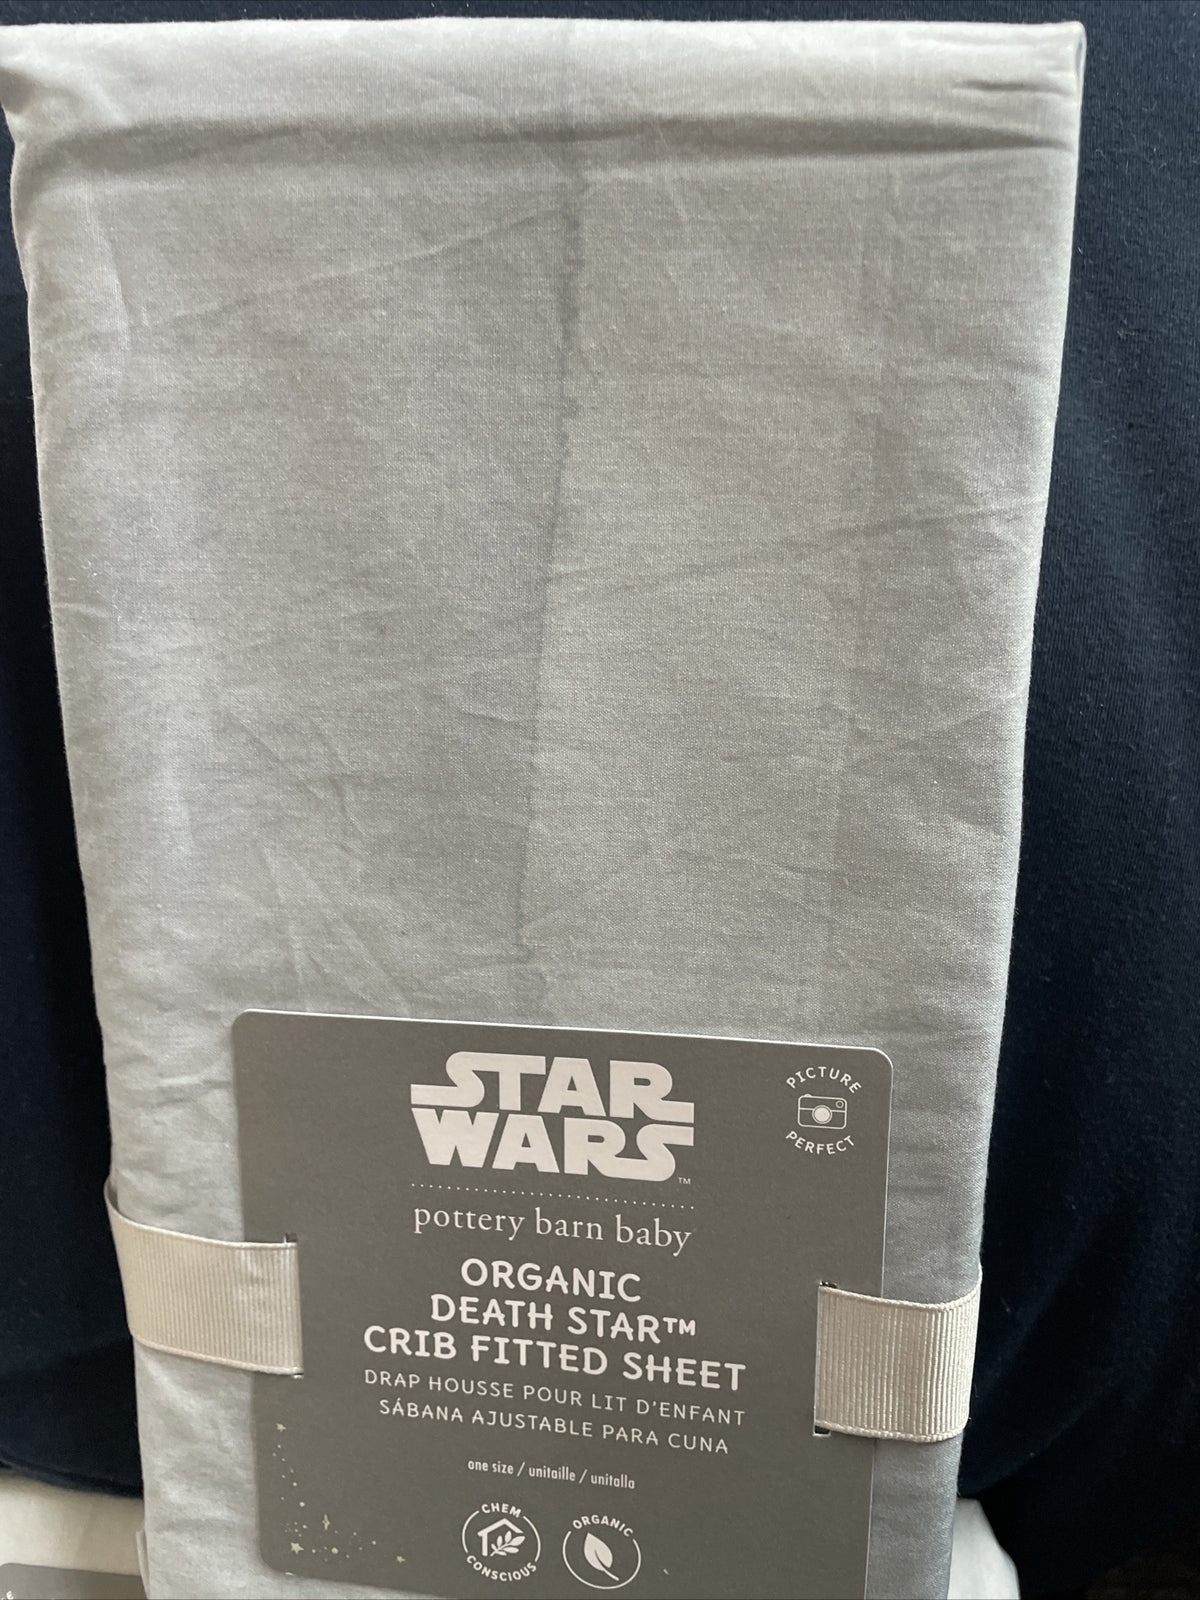 STAR
WARS
™
PICTURE
PERFECT
pottery barn baby
ORGANIC
DEATH STAR™
CRIB FITTED SHEET
DRAP HOUSSE POUR LIT D'ENFANT
SÁBANA AJUSTABLE PARA CUNA
one size / unitaille / unitalla
CHEM
CONSCIOUS
ORGANIC